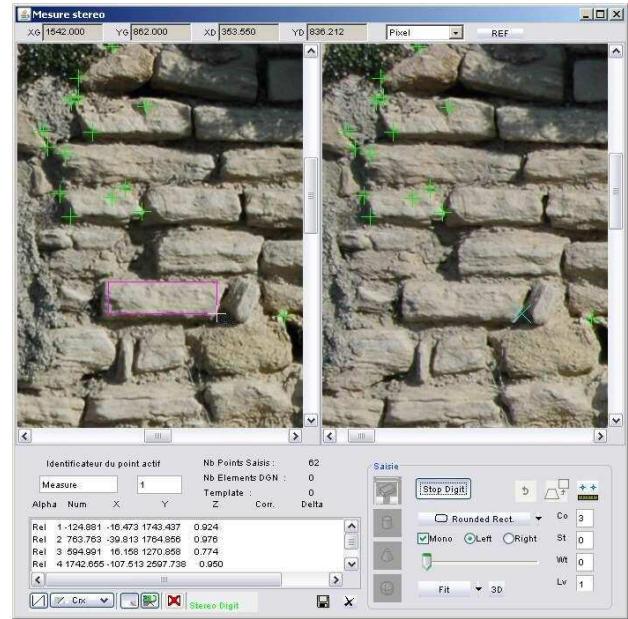 Mesure stereo
XG 1542.000 YG 862.000 XD 353.550 YD 836.212 Pixel REF
Identificateur du point actif
Measure 1
Nb Points Saisis : 62
Nb Elements DGN : 0
Template : 0
Alpha Num X Y Z Corr. Delta
Rel 1 -124.881 -16.473 1743.437 0.924
Rel 2 763.763 -39.813 1764.856 0.976
Rel 3 594.991 16.158 1270.858 0.774
Rel 4 1742.655 -107.513 2597.738 0.950
Crx
Stereo Digit
Saisie
Stop Digit
Rounded Rect. Co 3
Mono Left Right St 0
Wt 0
Fit 3D Lv 1